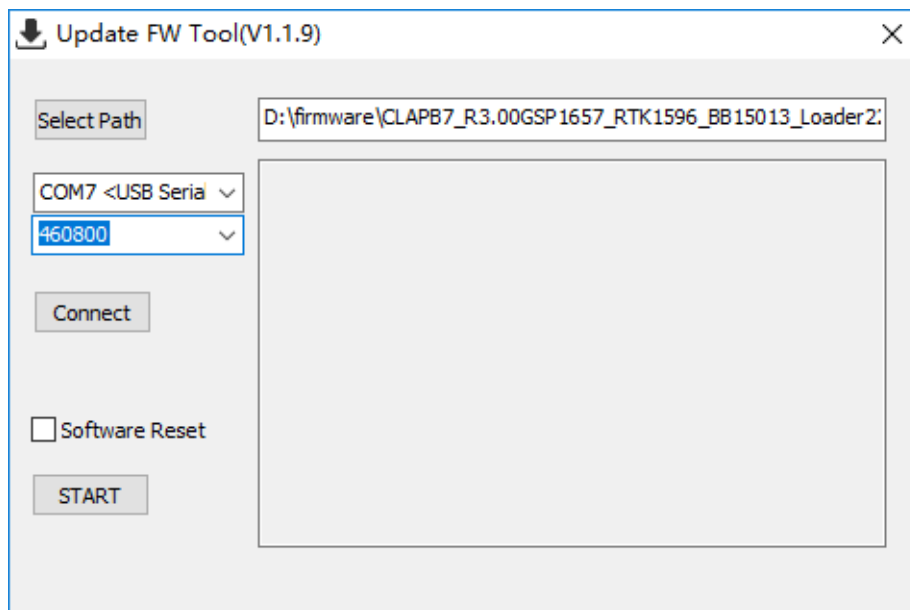 Update FW Tool(V1.1.9)
Select Path
D:\firmware\CLAPB7_R3.00GSP1657_RTK1596_BB15013_Loader2
COM7 <USB Seria
460800
Connect
Software Reset
START